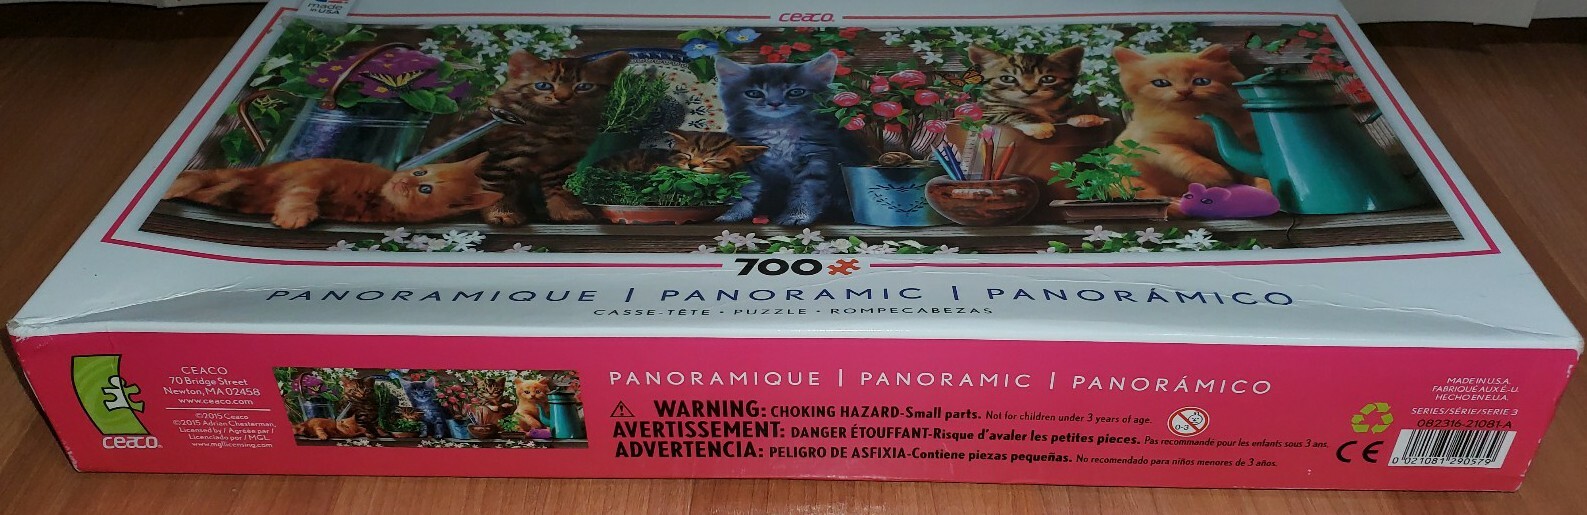 made
in USA
ceaco
700
PANORAMIQUE | PANORAMIC | PANORÁMICO
CASSE-TÊTE • PUZZLE • ROMPECABEZAS
ceaco
CEACO
70 Bridge Street
Newton, MA 02458
www.ceaco.com
©2015 Ceaco
©2015 Adrian Chesterman,
Licensed by / Agréée par /
Licenciado por / MGL
www.mgllicensing.com
PANORAMIQUE | PANORAMIC | PANORÁMICO
WARNING: CHOKING HAZARD-Small parts. Not for children under 3 years of age.
AVERTISSEMENT: DANGER ÉTOUFFANT-Risque d'avaler les petites pieces. Pas recommandé pour les enfants sous 3 ans.
ADVERTENCIA: PELIGRO DE ASFIXIA-Contiene piezas pequeñas. No recomendado para niños menores de 3 años.
0-3
CE
MADE IN U.S.A.
FABRIQUE AUX É.-U.
HECHO EN E.U.A.
SERIES/SÉRIE/SERIE 3
082316-21081-A
0 021081 290579